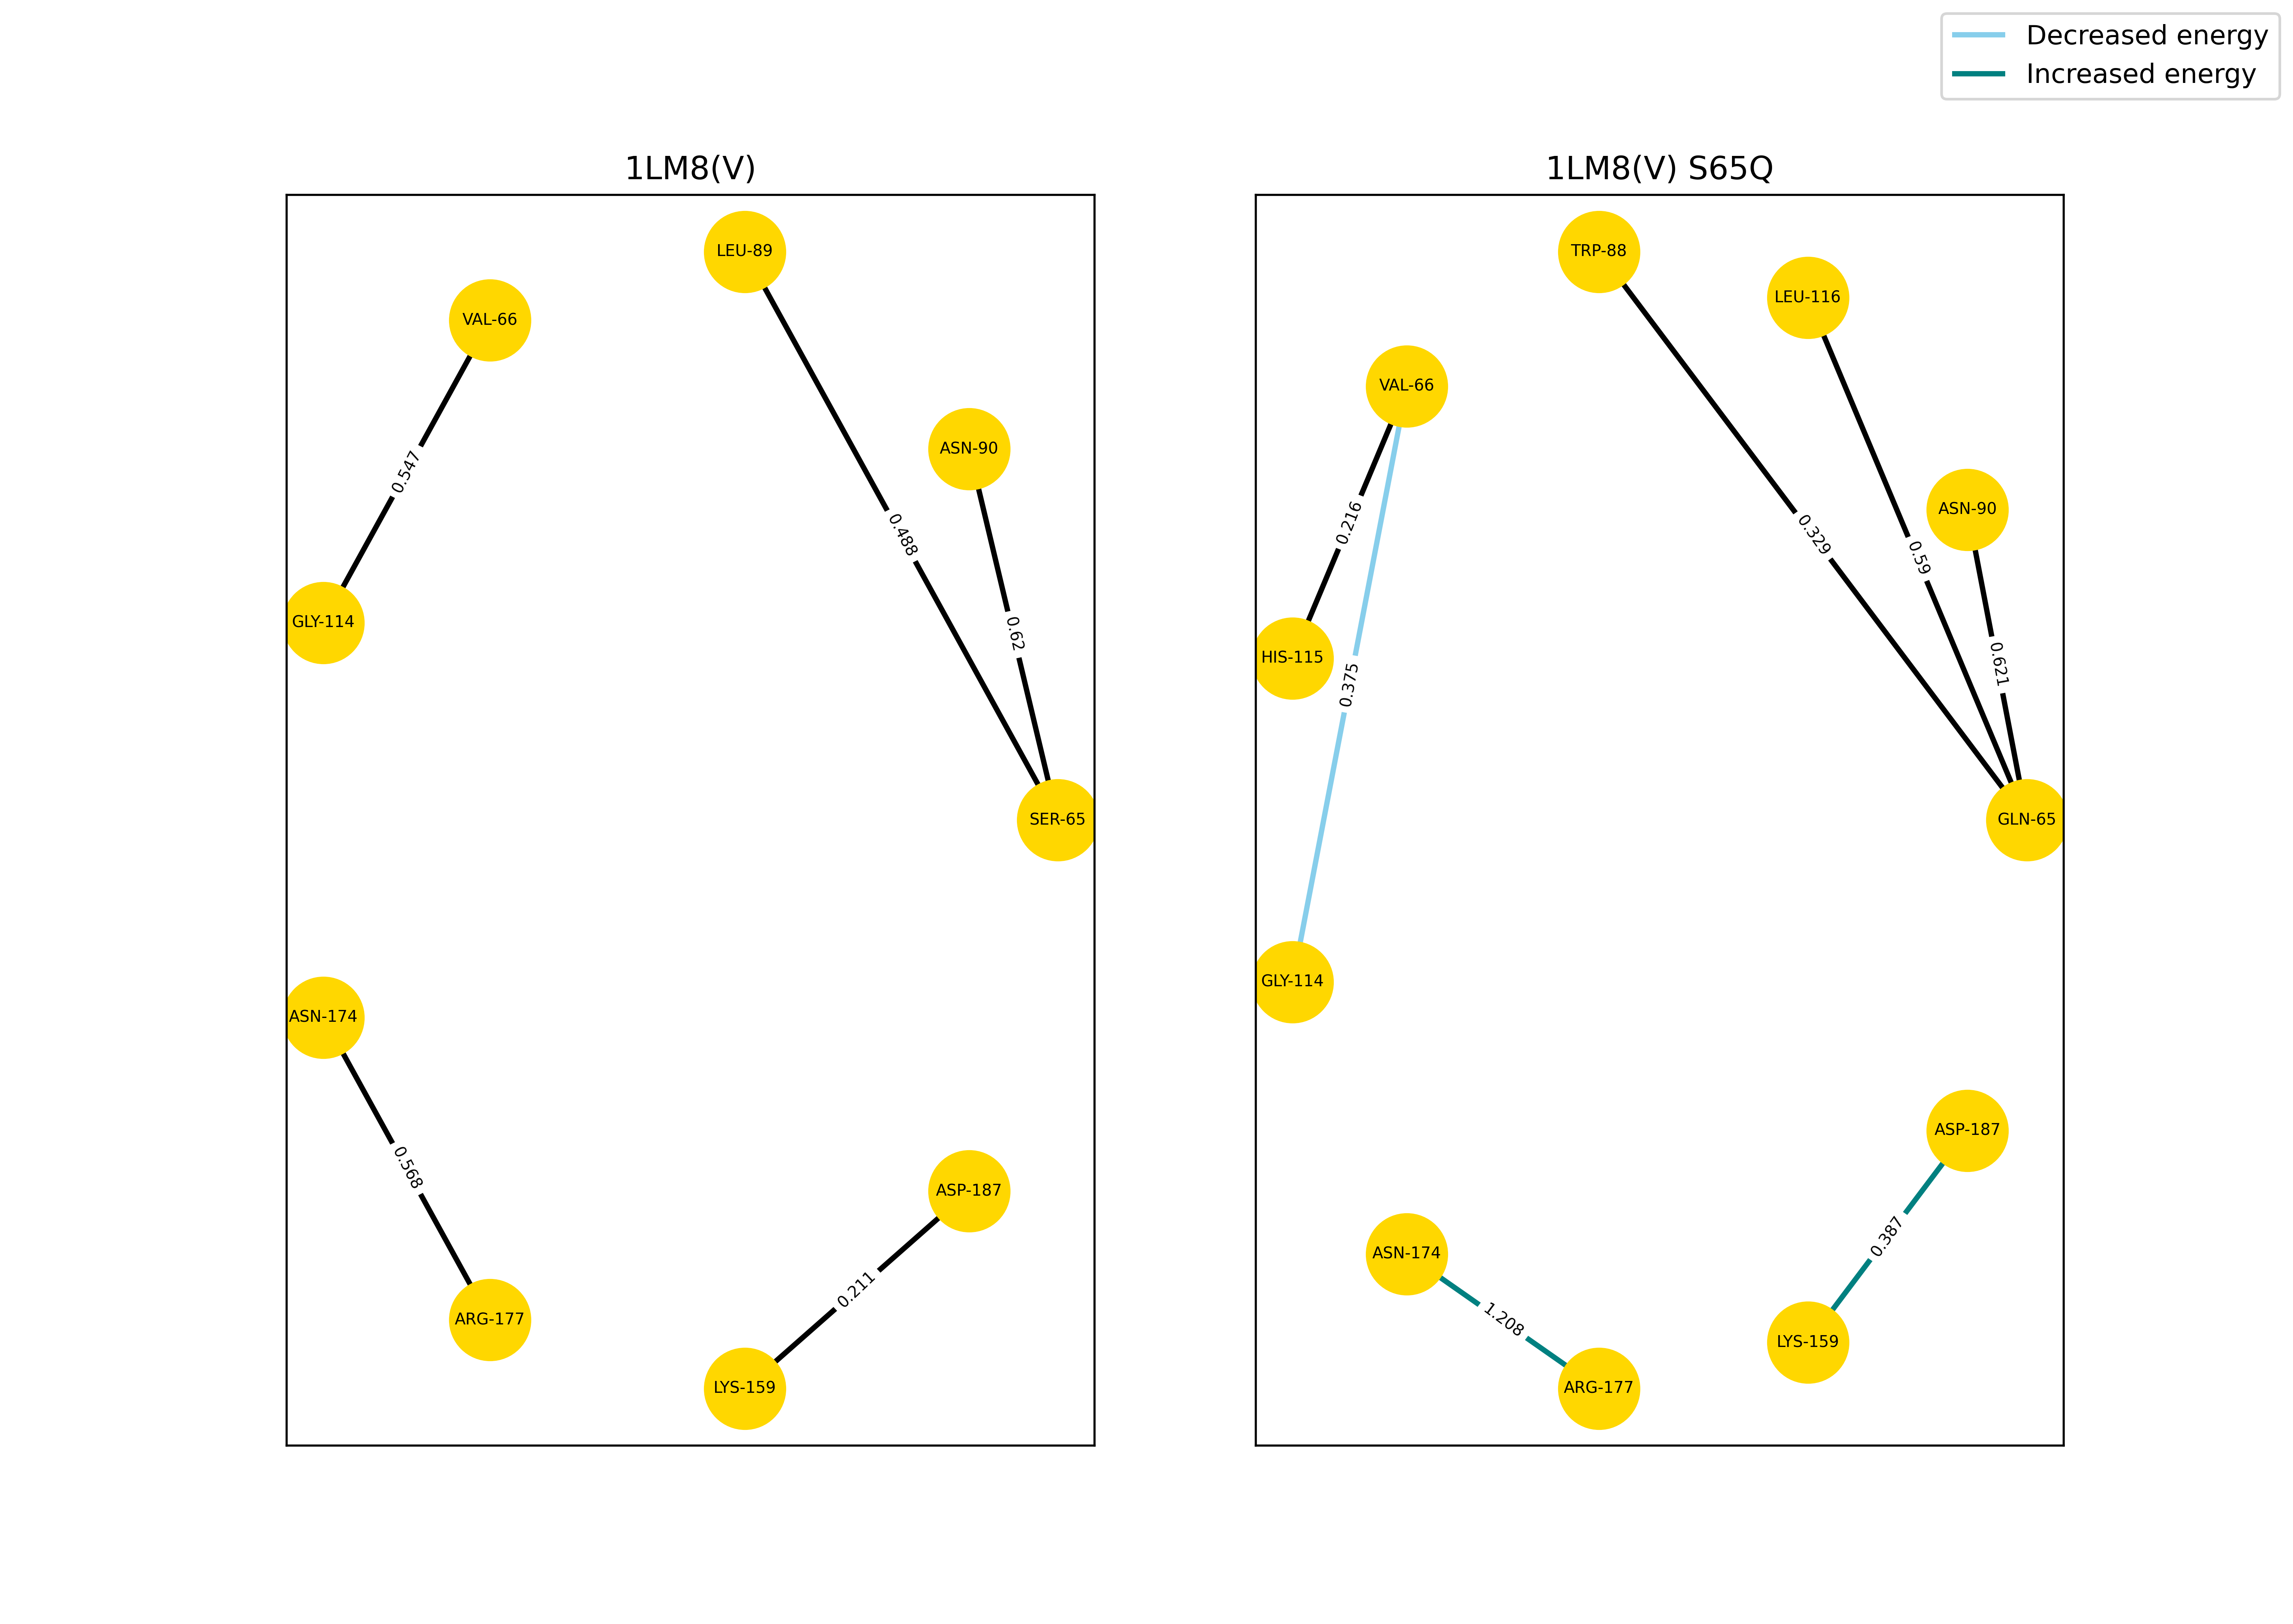 Decreased energy
Increased energy
1LM8(V)
LEU-89
VAL-66
ASN-90
0.547
0.488
GLY-114
0.62
SER-65
ASN-174
0.568
ASP-187
0.211
ARG-177
LYS-159
1LM8(V) S65Q
TRP-88
LEU-116
VAL-66
ASN-90
0.216
0.329
0.59
HIS-115
0.375
0.621
GLN-65
GLY-114
ASP-187
0.387
ASN-174
1.208
LYS-159
ARG-177